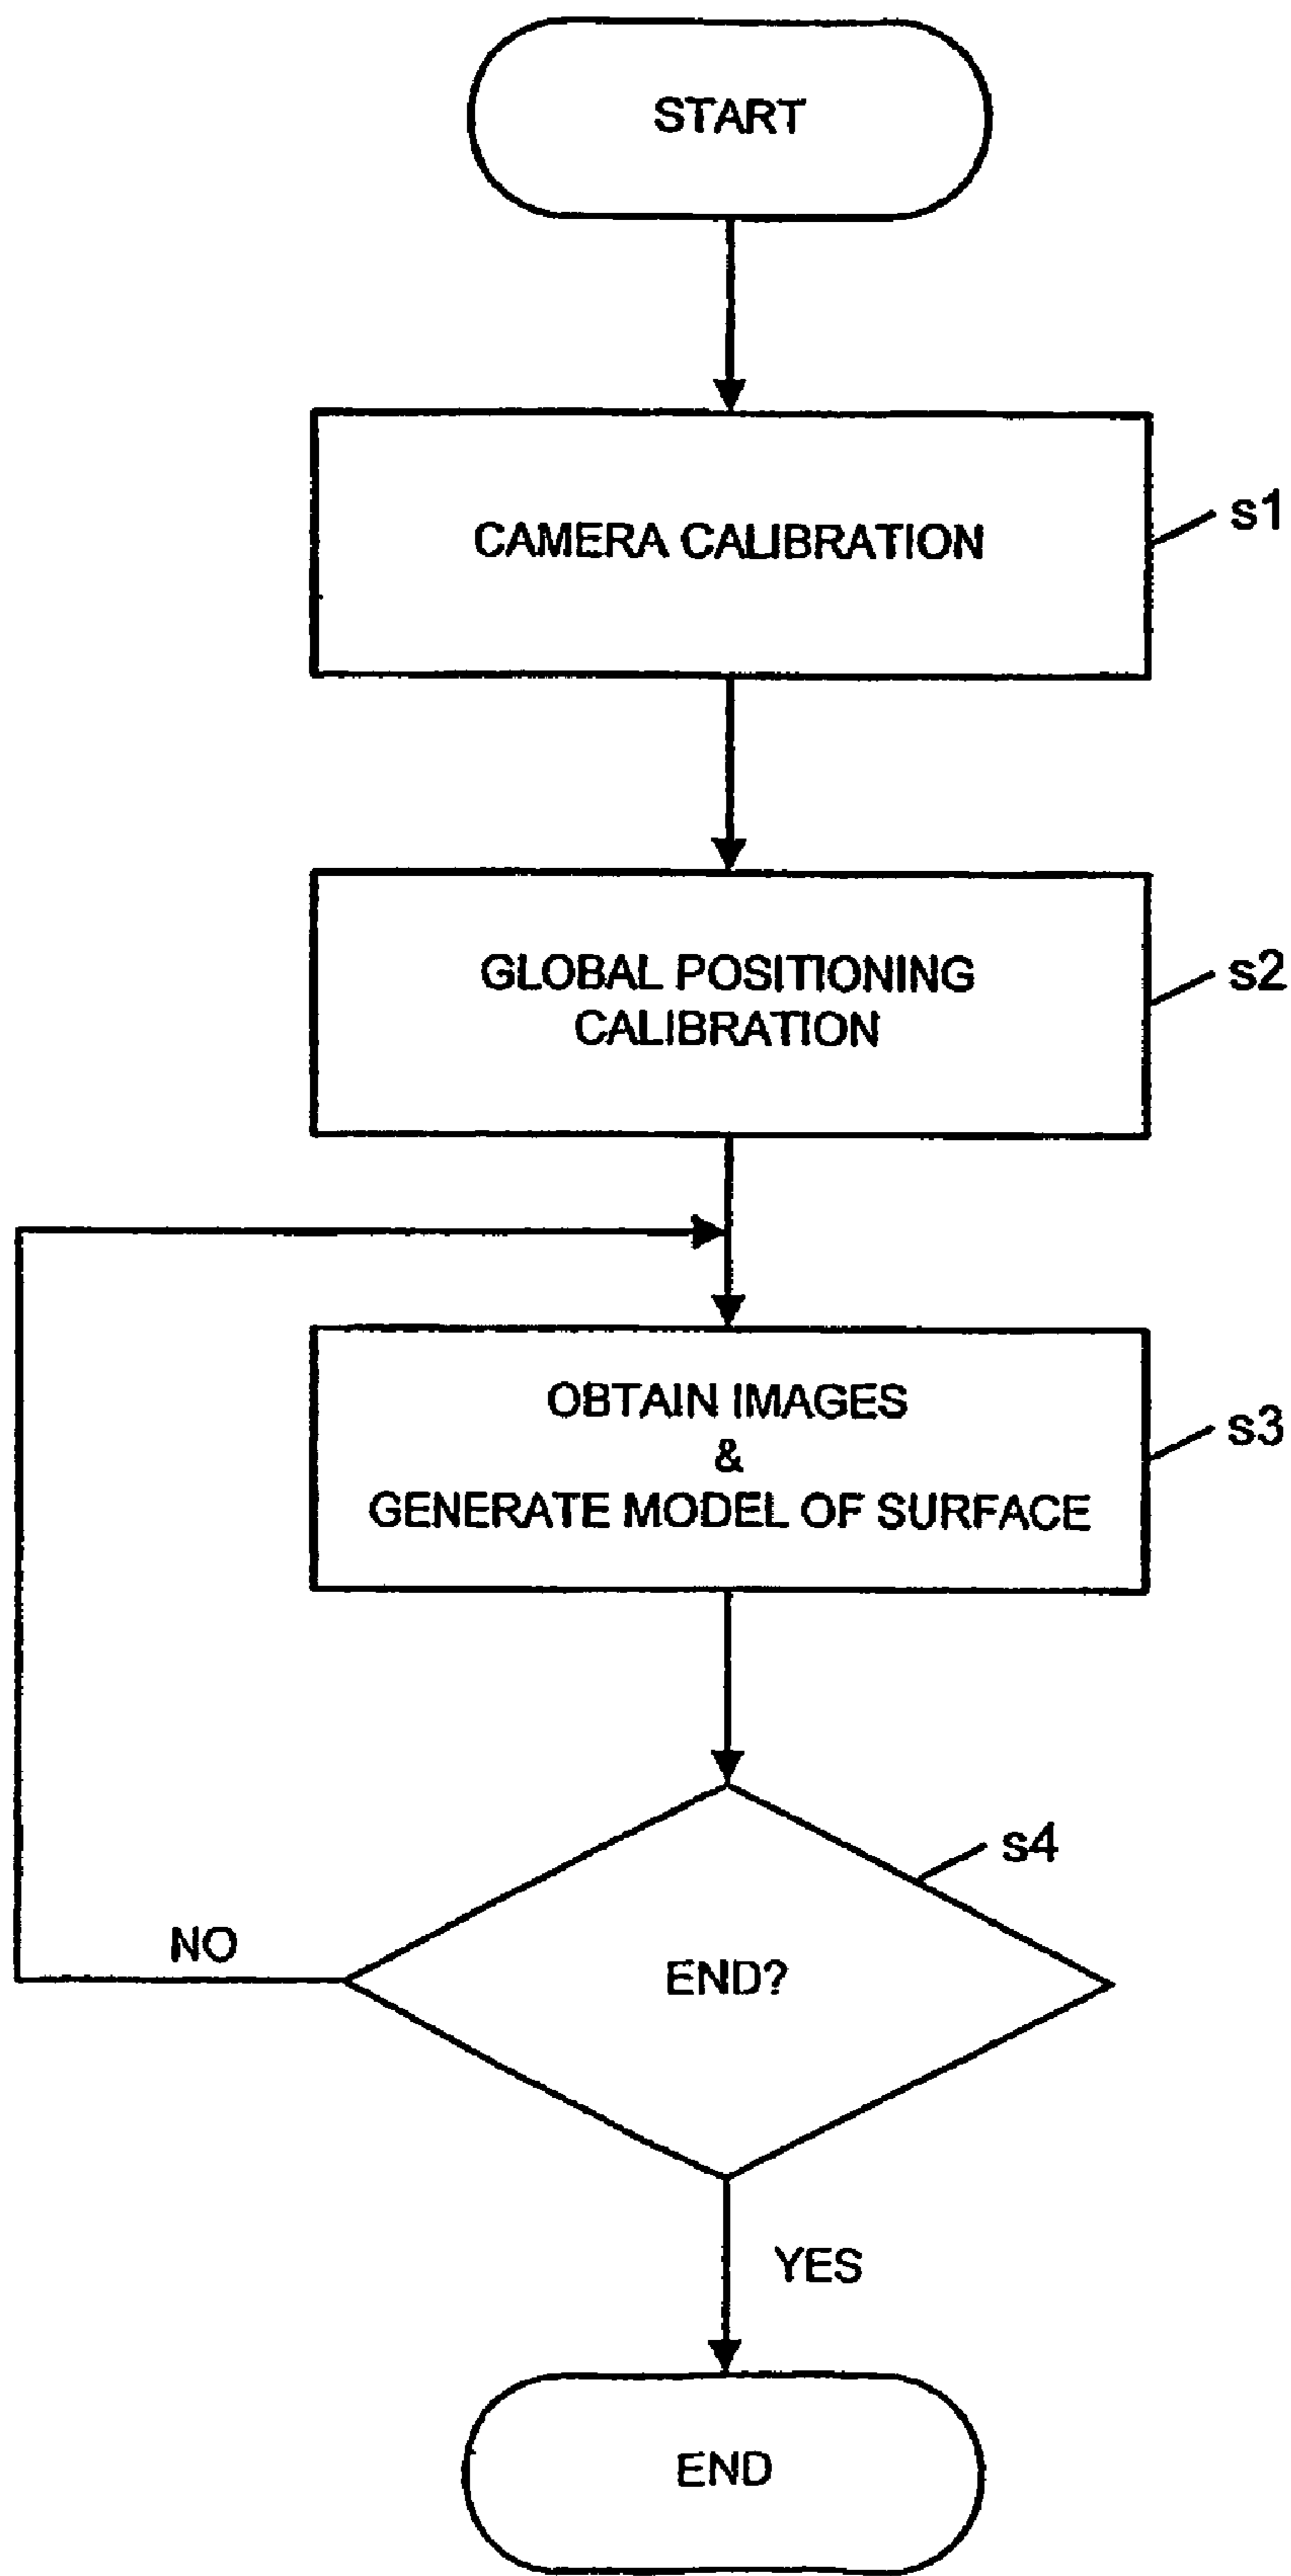 START
CAMERA CALIBRATION
s1
GLOBAL POSITIONING
CALIBRATION
s2
OBTAIN IMAGES
&
GENERATE MODEL OF SURFACE
s3
s4
NO
END?
YES
END